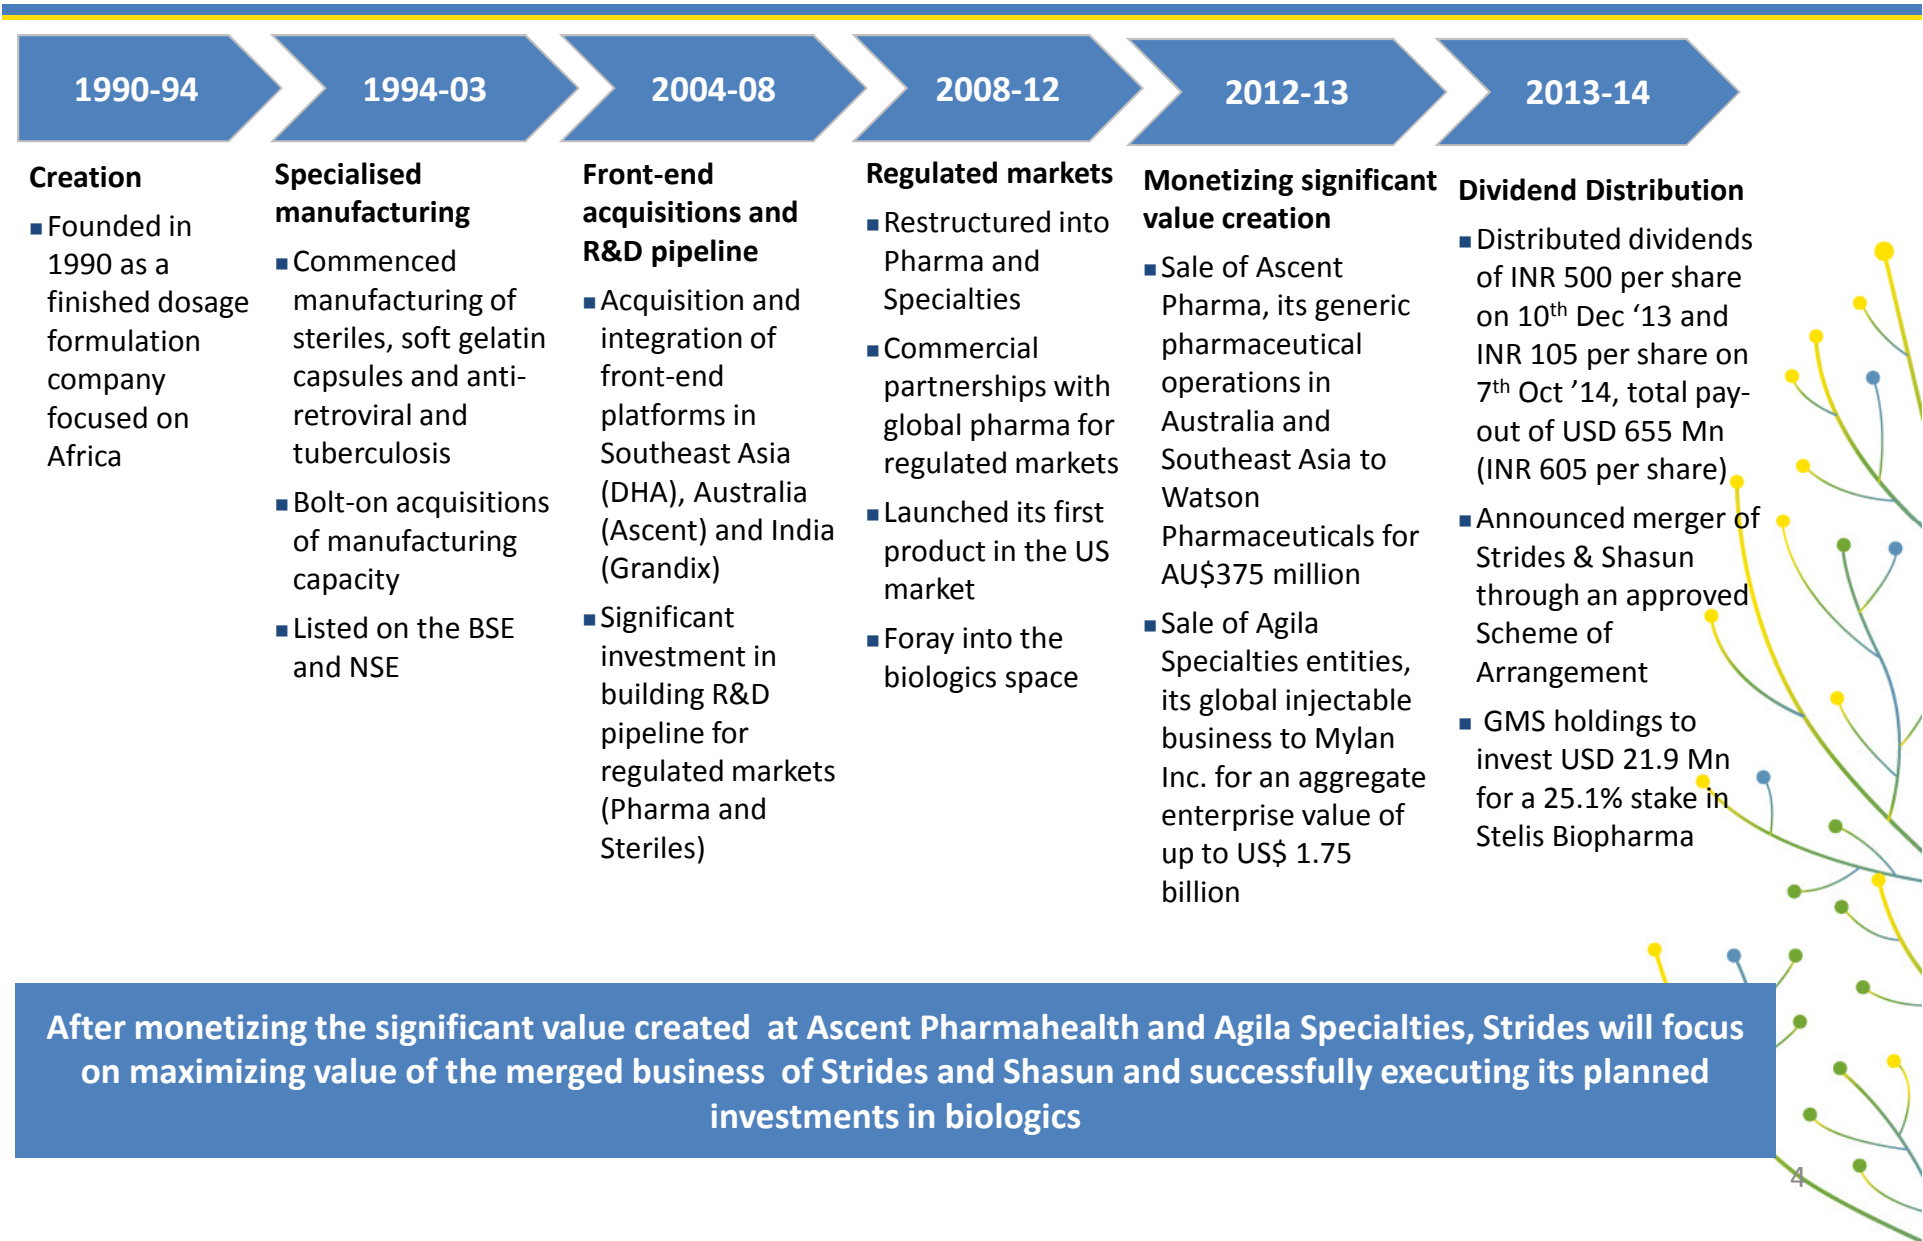 1990-94
1994-03
2004-08
2008-12
2012-13
2013-14
Creation
■Founded in
1990 as a
finished dosage
formulation
company
focused on
Africa
Specialised
manufacturing
■Commenced
manufacturing of
steriles, soft gelatin
capsules and anti-
retroviral and
tuberculosis
■Bolt-on acquisitions
of manufacturing
capacity
■Listed on the BSE
and NSE
Front-end
acquisitions and
R&D pipeline
■Acquisition and
integration of
front-end
platforms in
Southeast Asia
(DHA), Australia
(Ascent) and India
(Grandix)
■Significant
investment in
building R&D
pipeline for
regulated markets
(Pharma and
Steriles)
Regulated markets
■Restructured into
Pharma and
Specialties
■Commercial
partnerships with
global pharma for
regulated markets
■Launched its first
product in the US
market
■Foray into the
biologics space
Monetizing significant
value creation
■Sale of Ascent
Pharma, its generic
pharmaceutical
operations in
Australia and
Southeast Asia to
Watson
Pharmaceuticals for
AU$375 million
■Sale of Agila
Specialties entities,
its global injectable
business to Mylan
Inc. for an aggregate
enterprise value of
up to US$ 1.75
billion
Dividend Distribution
■Distributed dividends
of INR 500 per share
on 10th Dec ‘13 and
INR 105 per share on
7th Oct ’14, total pay-
out of USD 655 Mn
(INR 605 per share)
■Announced merger of
Strides & Shasun
through an approved
Scheme of
Arrangement
■ GMS holdings to
invest USD 21.9 Mn
for a 25.1% stake in
Stelis Biopharma
After monetizing the significant value created at Ascent Pharmahealth and Agila Specialties, Strides will focus
on maximizing value of the merged business of Strides and Shasun and successfully executing its planned
investments in biologics
4